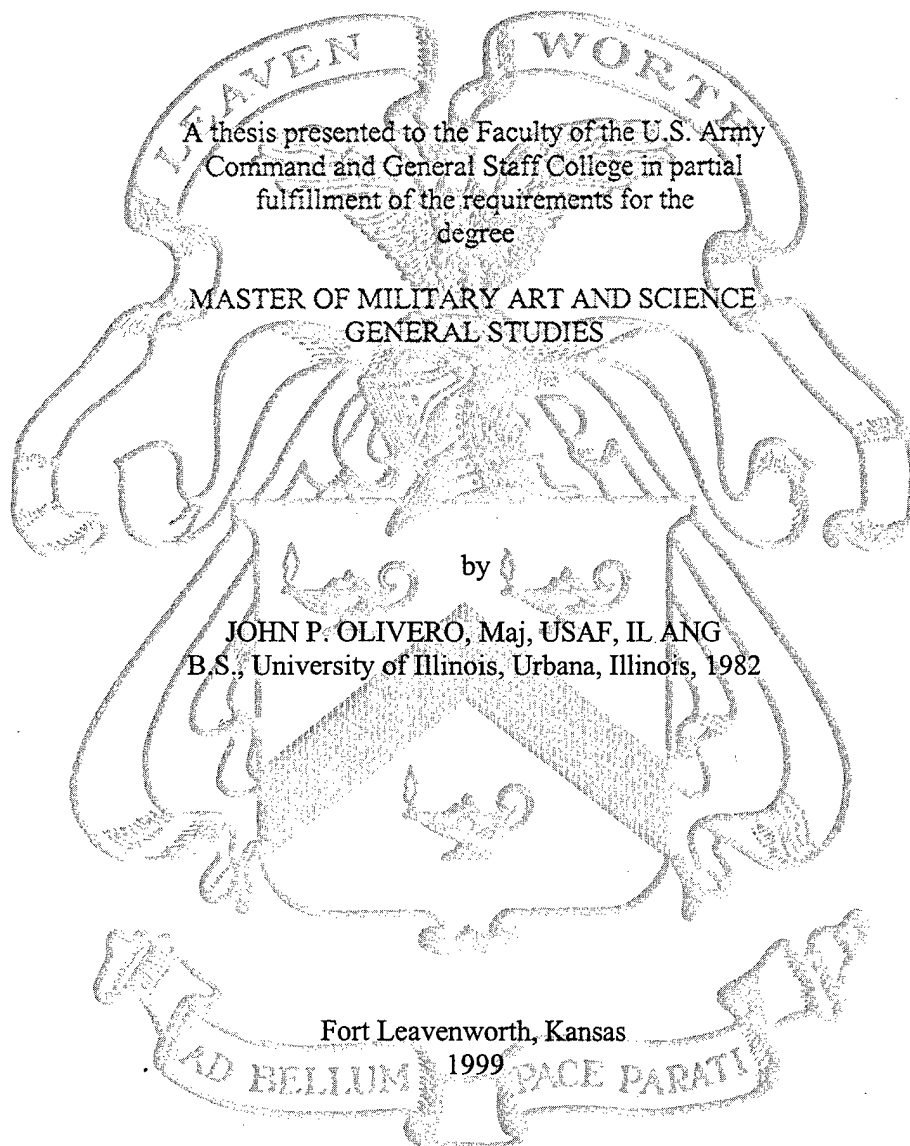 LEAVEN WORTH
A thesis presented to the Faculty of the U.S. Army
Command and General Staff College in partial
fulfillment of the requirements for the
degree
MASTER OF MILITARY ART AND SCIENCE
GENERAL STUDIES
by
JOHN P. OLIVERO, Maj, USAF, IL ANG
B.S., University of Illinois, Urbana, Illinois, 1982
Fort Leavenworth, Kansas
1999
AD BELLUM PACE PARATI